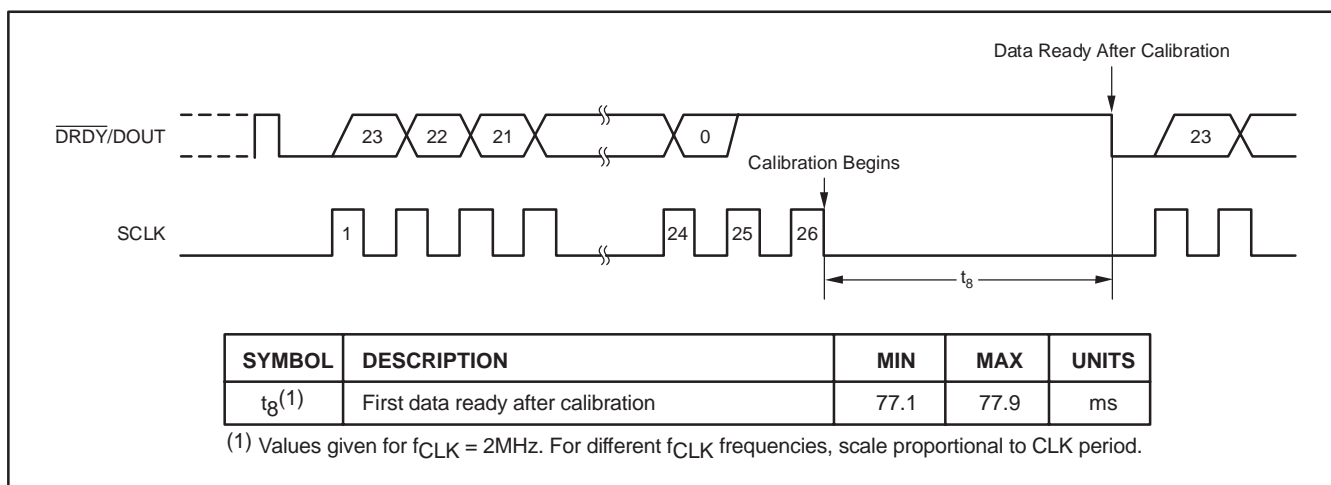 Data Ready After Calibration
DRDY/DOUT
23
22
21
0
23
Calibration Begins
SCLK
1
24
25
26
t8
SYMBOL DESCRIPTION MIN MAX UNITS
t8(1) First data ready after calibration 77.1 77.9 ms
(1) Values given for fCLK = 2MHz. For different fCLK frequencies, scale proportional to CLK period.